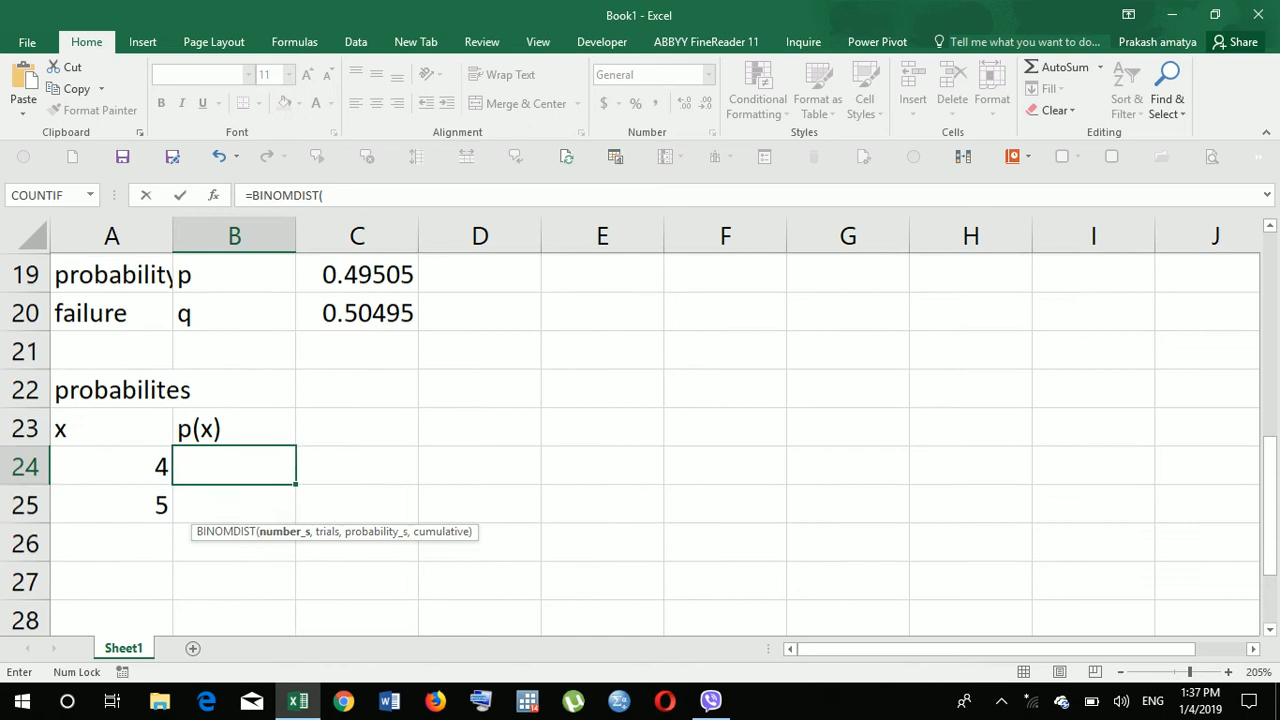 Book1 - Excel
File Home Insert Page Layout Formulas Data New Tab Review View Developer ABBYY FineReader 11 Inquire Power Pivot Tell me what you want to do... Prakash amatya Share
Paste
Cut
Copy
Format Painter
Clipboard
11
B I U A
Font
Wrap Text
Merge & Center
Alignment
General
$ % ,
Number
Conditional Formatting
Format as Table
Cell Styles
Styles
Insert Delete Format
Cells
AutoSum
Fill
Clear
Sort & Filter
Find & Select
Editing
COUNTIF fx =BINOMDIST(
A B C D E F G H I J
19 probability p 0.49505
20 failure q 0.50495
21
22 probabilites
23 x p(x)
24 4
25 5
BINOMDIST(number_s, trials, probability_s, cumulative)
26
27
28
Sheet1
Enter Num Lock 205%
ENG 1:37 PM
1/4/2019